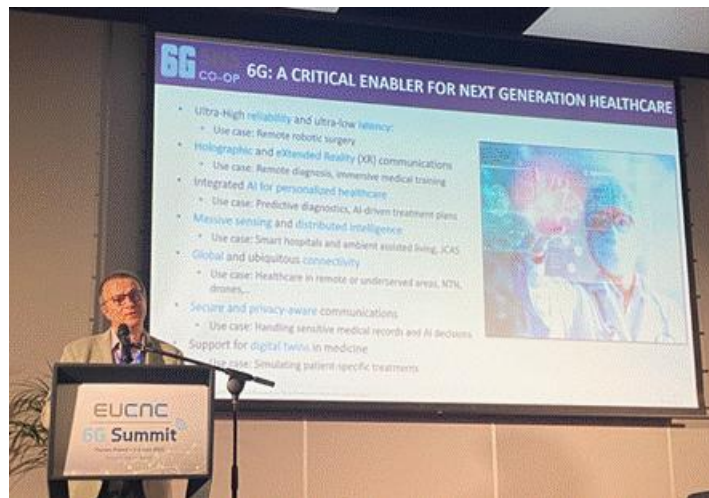 6G SNS
CO-OP
6G: A CRITICAL ENABLER FOR NEXT GENERATION HEALTHCARE
• Ultra-High reliability and ultra-low latency:
• Use case: Remote robotic surgery
• Holographic and eXtended Reality (XR) communications
• Use case: Remote diagnosis, immersive medical training
• Integrated AI for personalized healthcare
• Use case: Predictive diagnostics, AI-driven treatment plans
• Massive sensing and distributed intelligence
• Use case: Smart hospitals and ambient assisted living, JCAS
• Global and ubiquitous connectivity
• Use case: Healthcare in remote or underserved areas, NTN,
drones,..
• Secure and privacy-aware communications
• Use case: Handling sensitive medical records and AI decisions
• Support for digital twins in medicine
Use case: Simulating patient-specific treatments
EUCNC
6G Summit